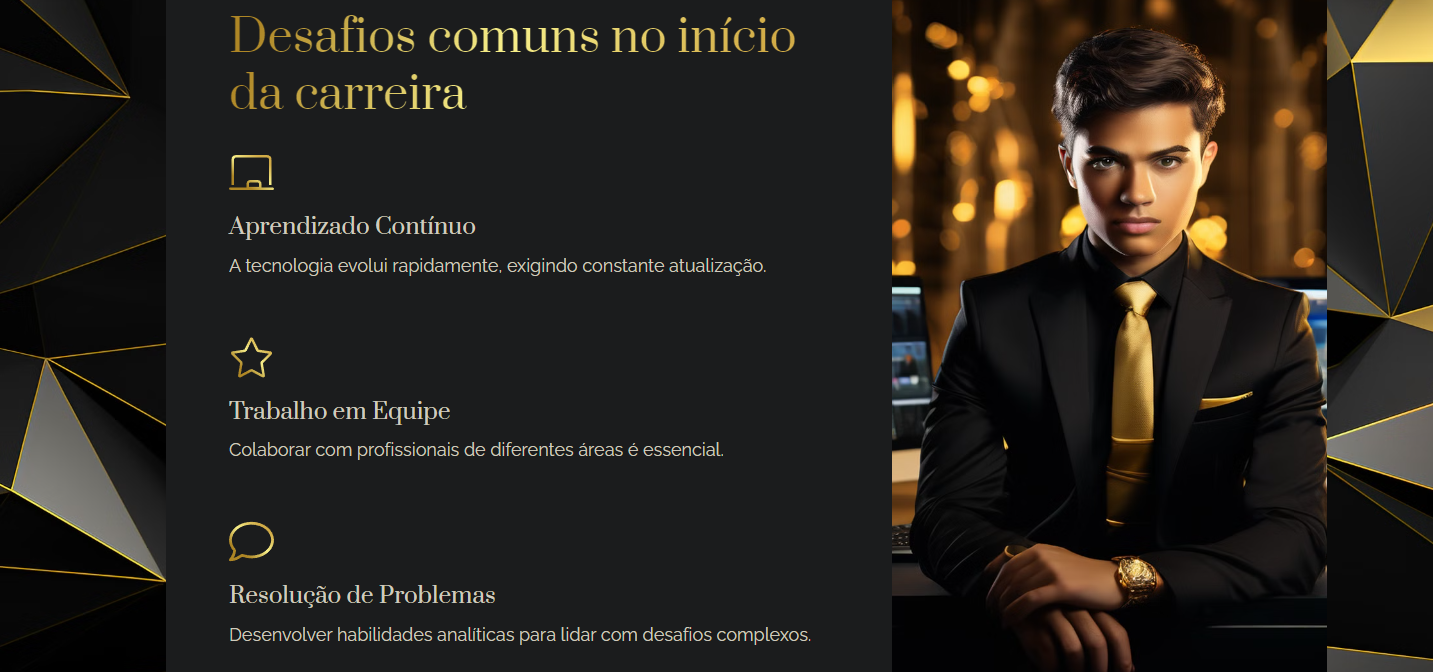 Desafios comuns no início
da carreira
Aprendizado Contínuo
A tecnologia evolui rapidamente, exigindo constante atualização.
Trabalho em Equipe
Colaborar com profissionais de diferentes áreas é essencial.
Resolução de Problemas
Desenvolver habilidades analíticas para lidar com desafios complexos.